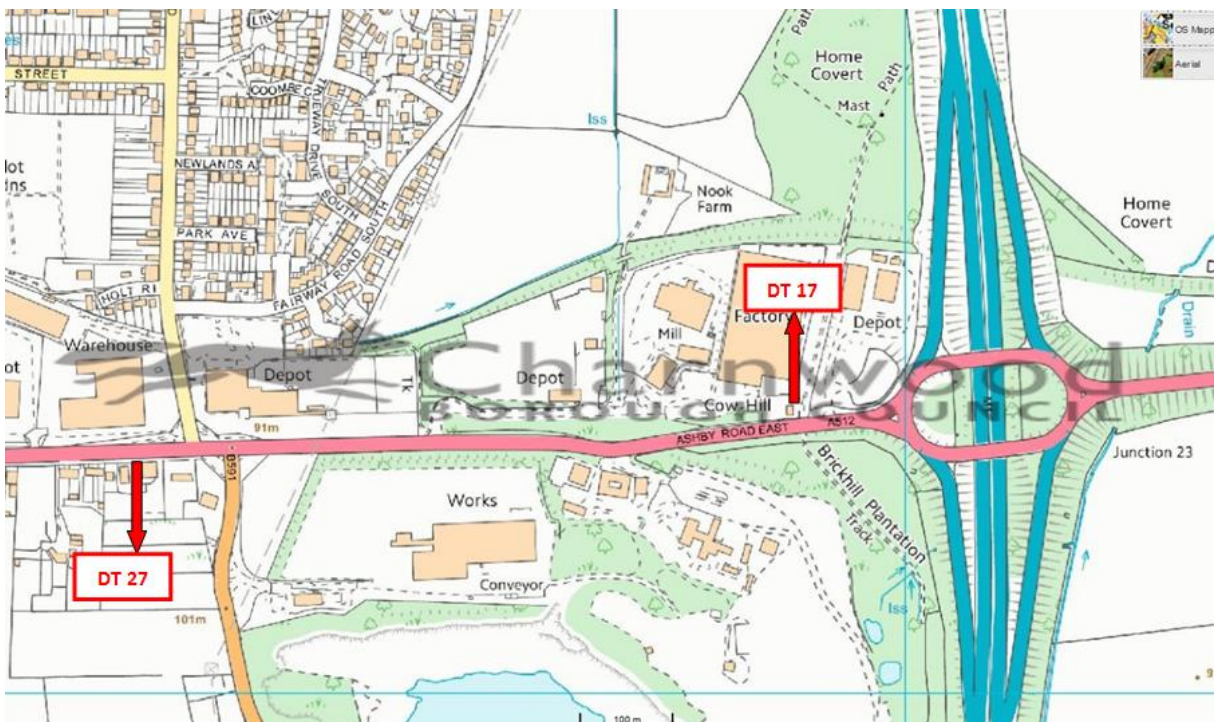 LIN
STREET
COOMBE C
TRUEWAY DRIVE SOUTH
NEWLANDS A
PARK AVE
HOLT RI
FAIRWAY ROAD SOUTH
lot
dns
Iss
Path
Path
Home
Covert
Mast
Nook
Farm
OS Mapp
Aerial
Home
Covert
Drain
DT 17
Factory
Depot
Mill
Warehouse
Depot
Depot
TK
Cow Hill
Charnwood
BOROUGH COUNCIL
91m
ASHBY ROAD EAST
A512
Junction 23
B591
Works
Brickhill Plantation
Track
DT 27
Conveyor
Iss
101m
100 m